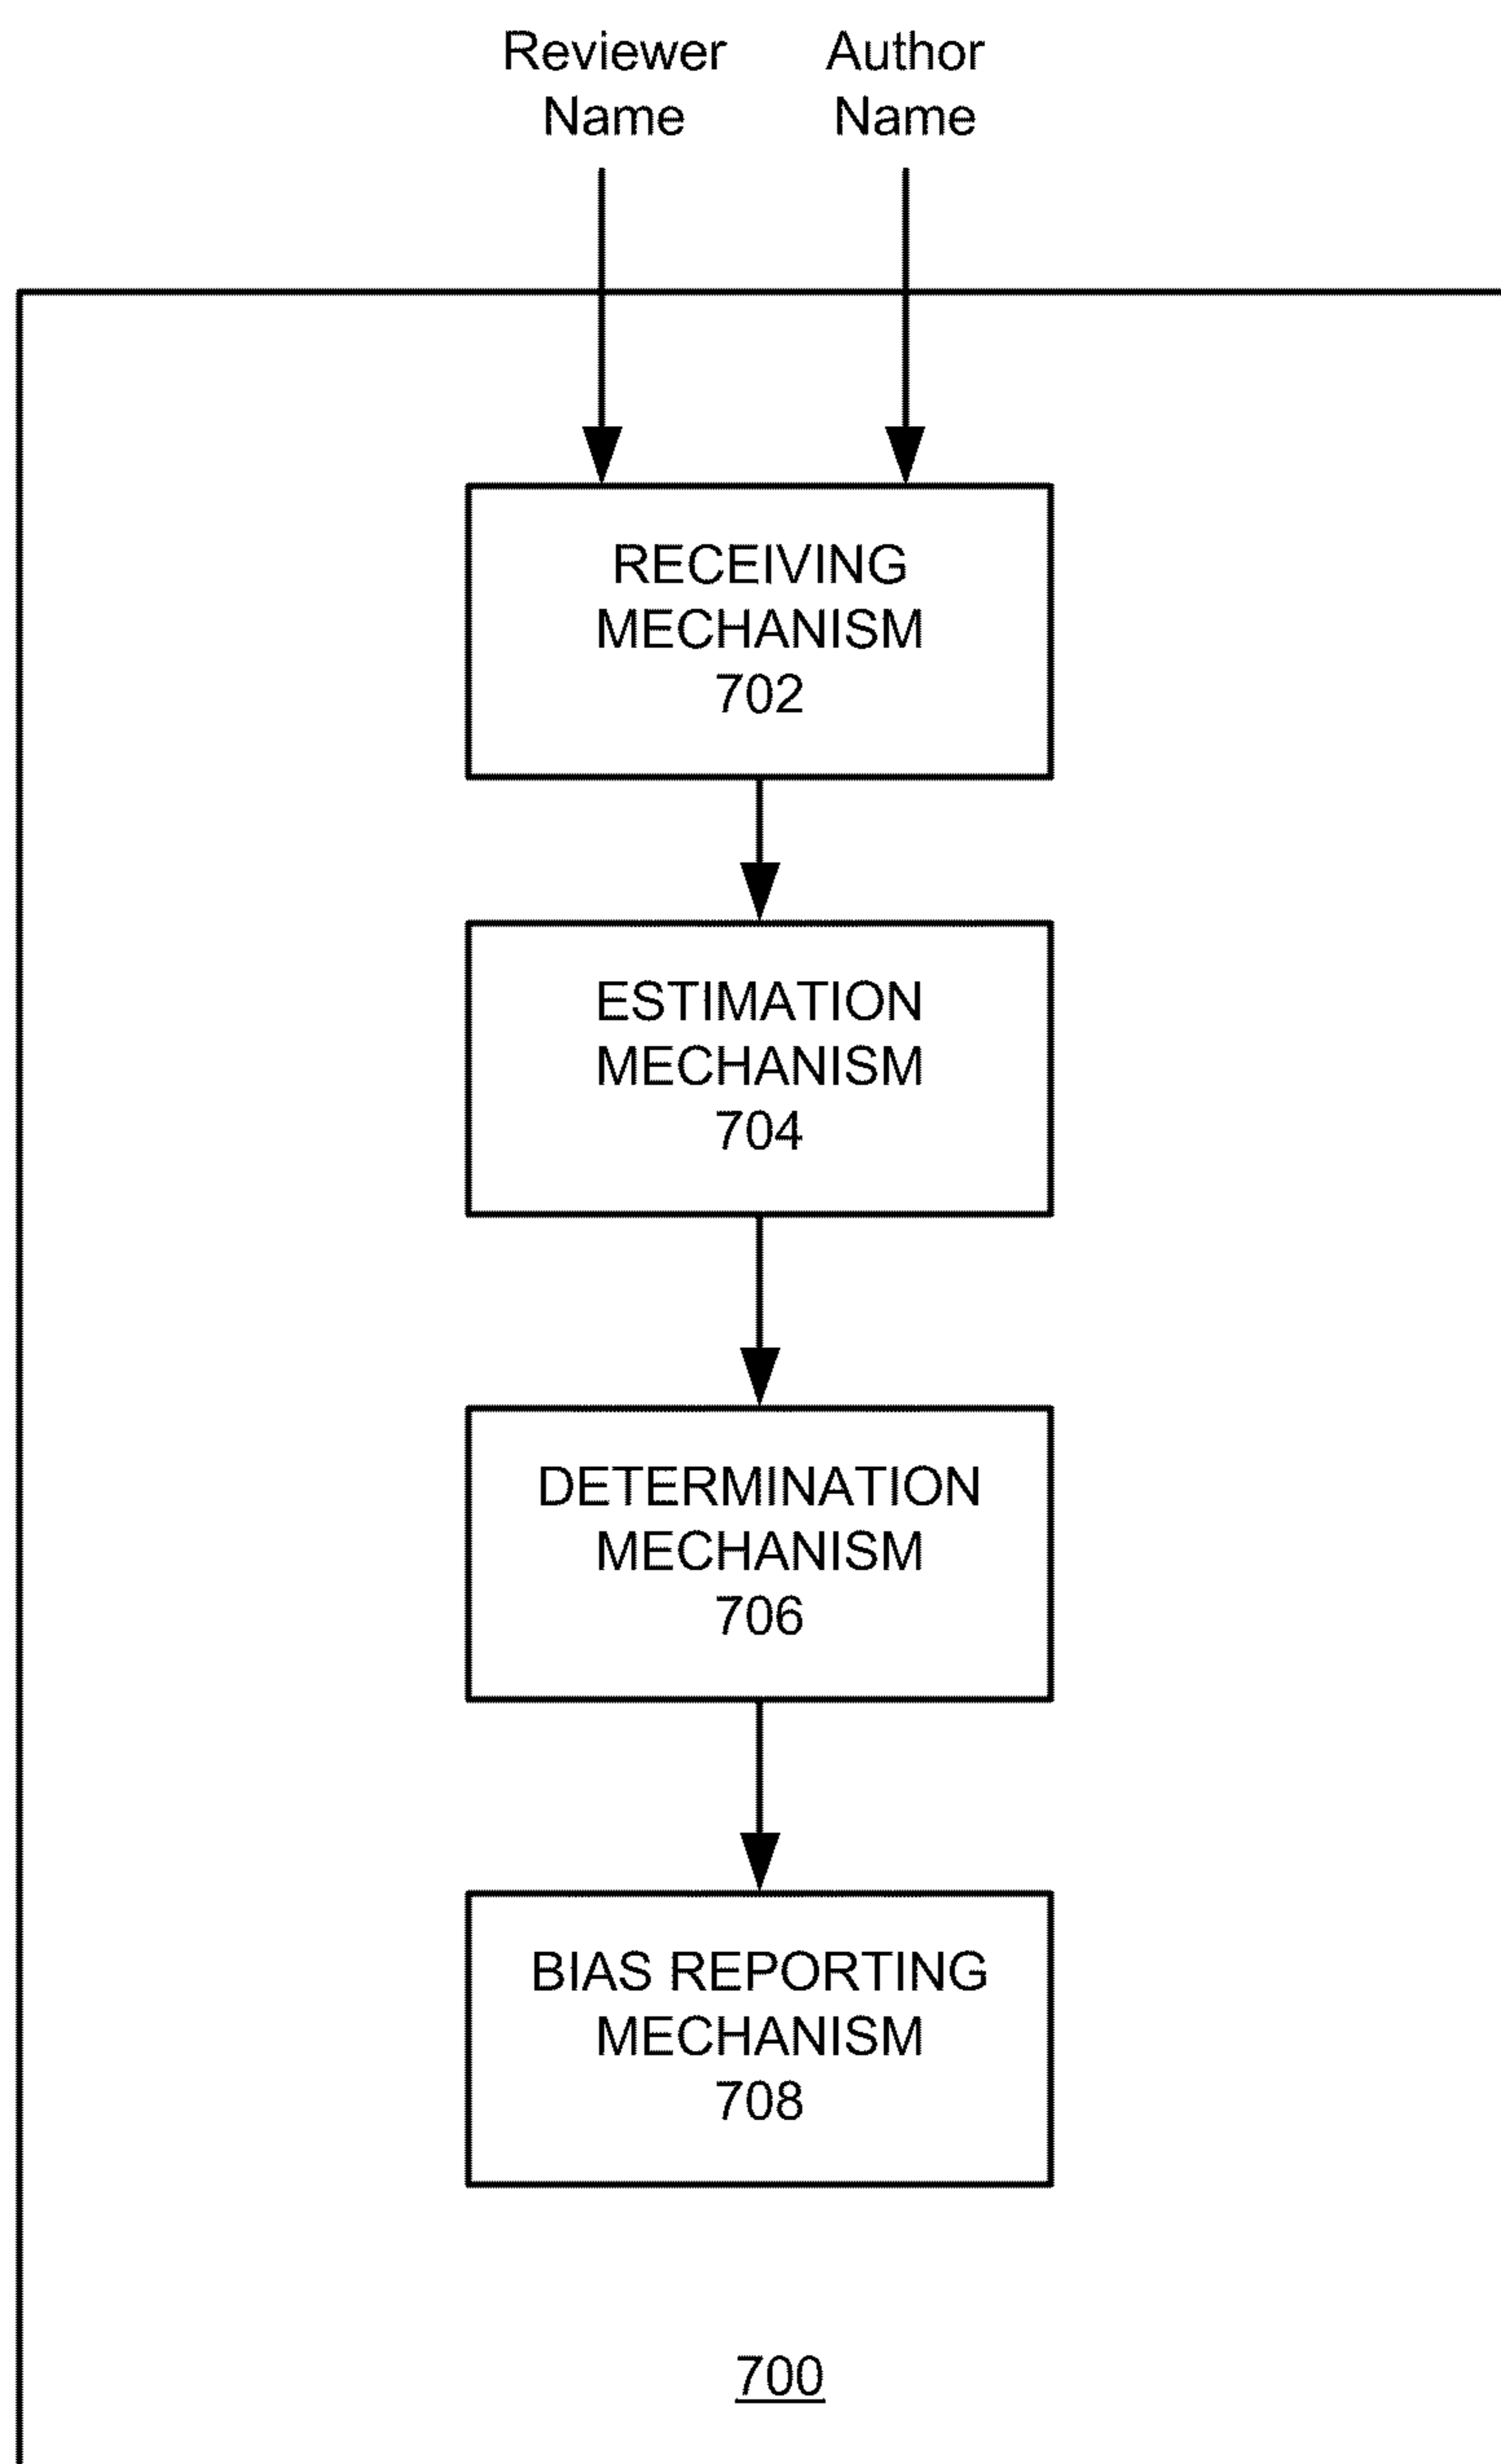 Reviewer Author
Name Name
RECEIVING
MECHANISM
702
ESTIMATION
MECHANISM
704
DETERMINATION
MECHANISM
706
BIAS REPORTING
MECHANISM
708
700